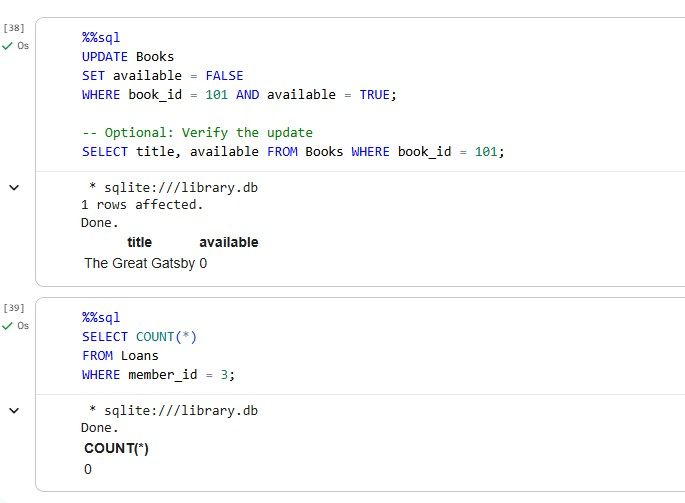 [38]
0s
%%sql
UPDATE Books
SET available = FALSE
WHERE book_id = 101 AND available = TRUE;
-- Optional: Verify the update
SELECT title, available FROM Books WHERE book_id = 101;
* sqlite:///library.db
1 rows affected.
Done.
title available
The Great Gatsby 0
[39]
0s
%%sql
SELECT COUNT(*)
FROM Loans
WHERE member_id = 3;
* sqlite:///library.db
Done.
COUNT(*)
0